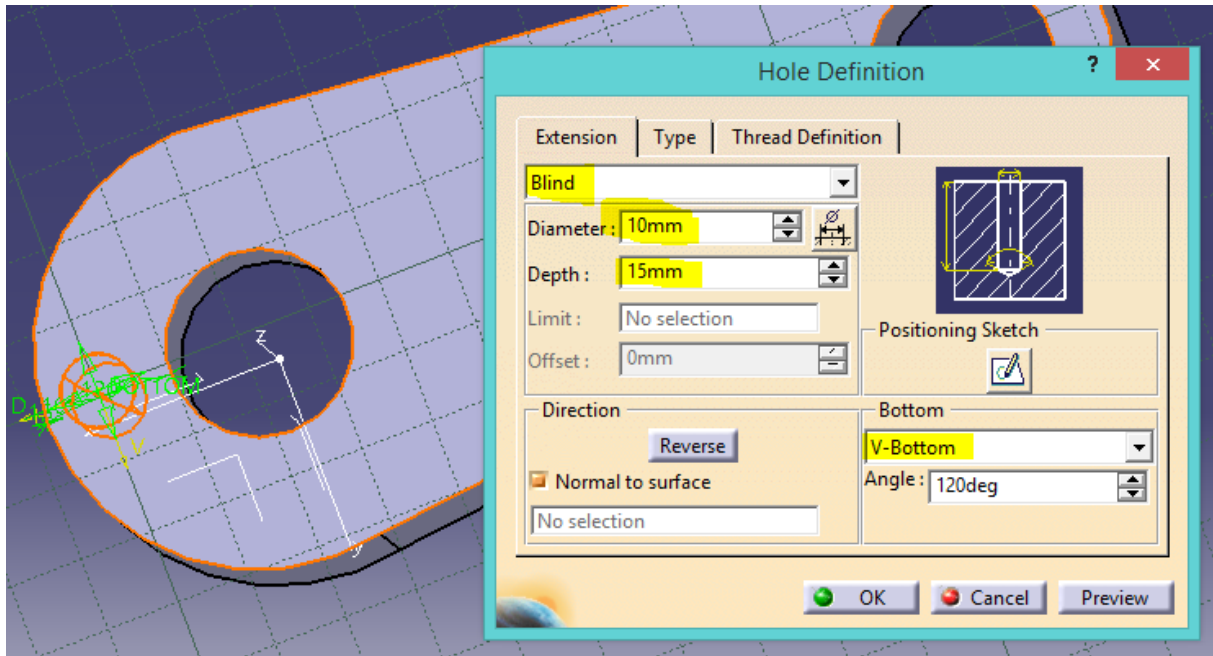 Hole Definition
?
Extension
Type
Thread Definition
Blind
Diameter :
10mm
Depth :
15mm
Limit :
No selection
Offset :
0mm
Positioning Sketch
Direction
Reverse
Normal to surface
No selection
Bottom
V-Bottom
Angle :
120deg
OK
Cancel
Preview
z
D
V
y